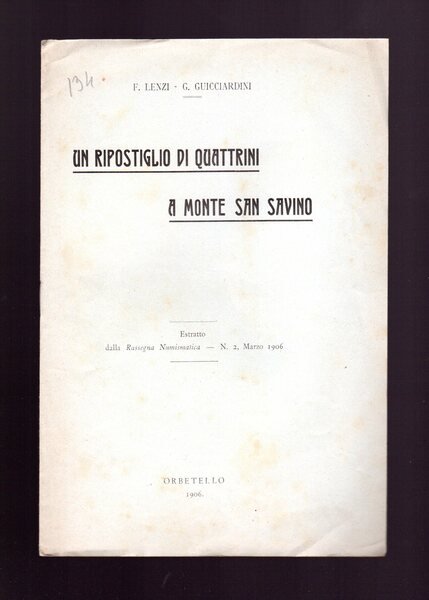 134
F. LENZI - G. GUICCIARDINI
UN RIPOSTIGLIO DI QUATTRINI
A MONTE SAN SAVINO
Estratto
dalla Rassegna Numismatica — N. 2, Marzo 1906
ORBETELLO
1906.